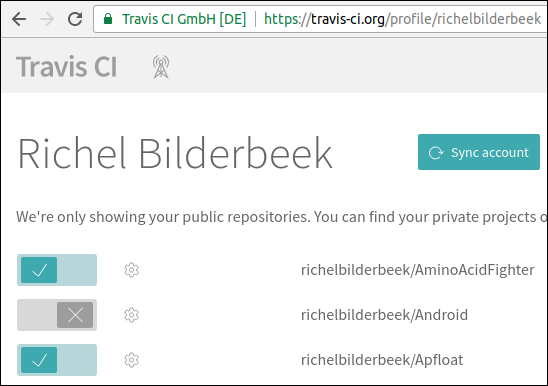 Travis CI GmbH [DE] https://travis-ci.org/profile/richelbilderbeek
Travis CI
Richel Bilderbeek
Sync account
We're only showing your public repositories. You can find your private projects o
richelbilderbeek/AminoAcidFighter
richelbilderbeek/Android
richelbilderbeek/Apfloat